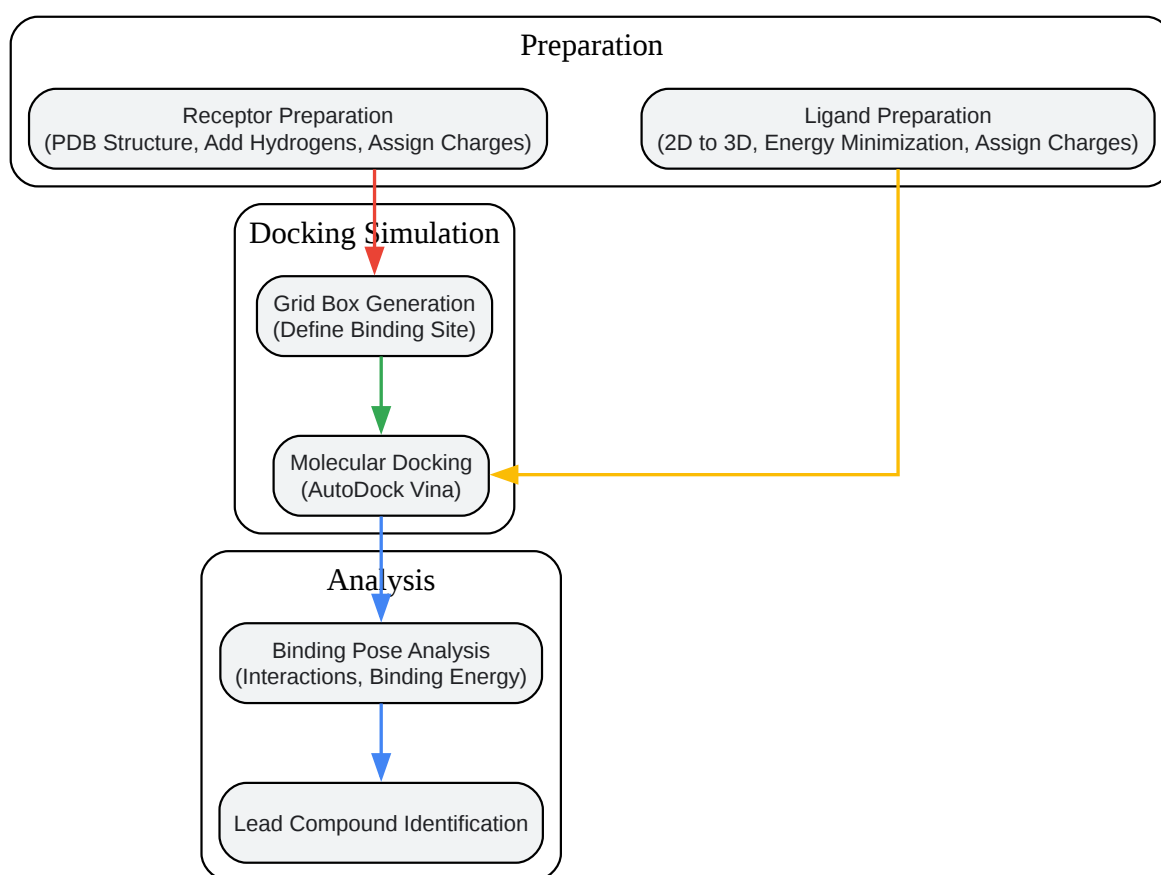 Preparation
Receptor Preparation
(PDB Structure, Add Hydrogens, Assign Charges)
Ligand Preparation
(2D to 3D, Energy Minimization, Assign Charges)
Docking Simulation
Grid Box Generation
(Define Binding Site)
Molecular Docking
(AutoDock Vina)
Analysis
Binding Pose Analysis
(Interactions, Binding Energy)
Lead Compound Identification